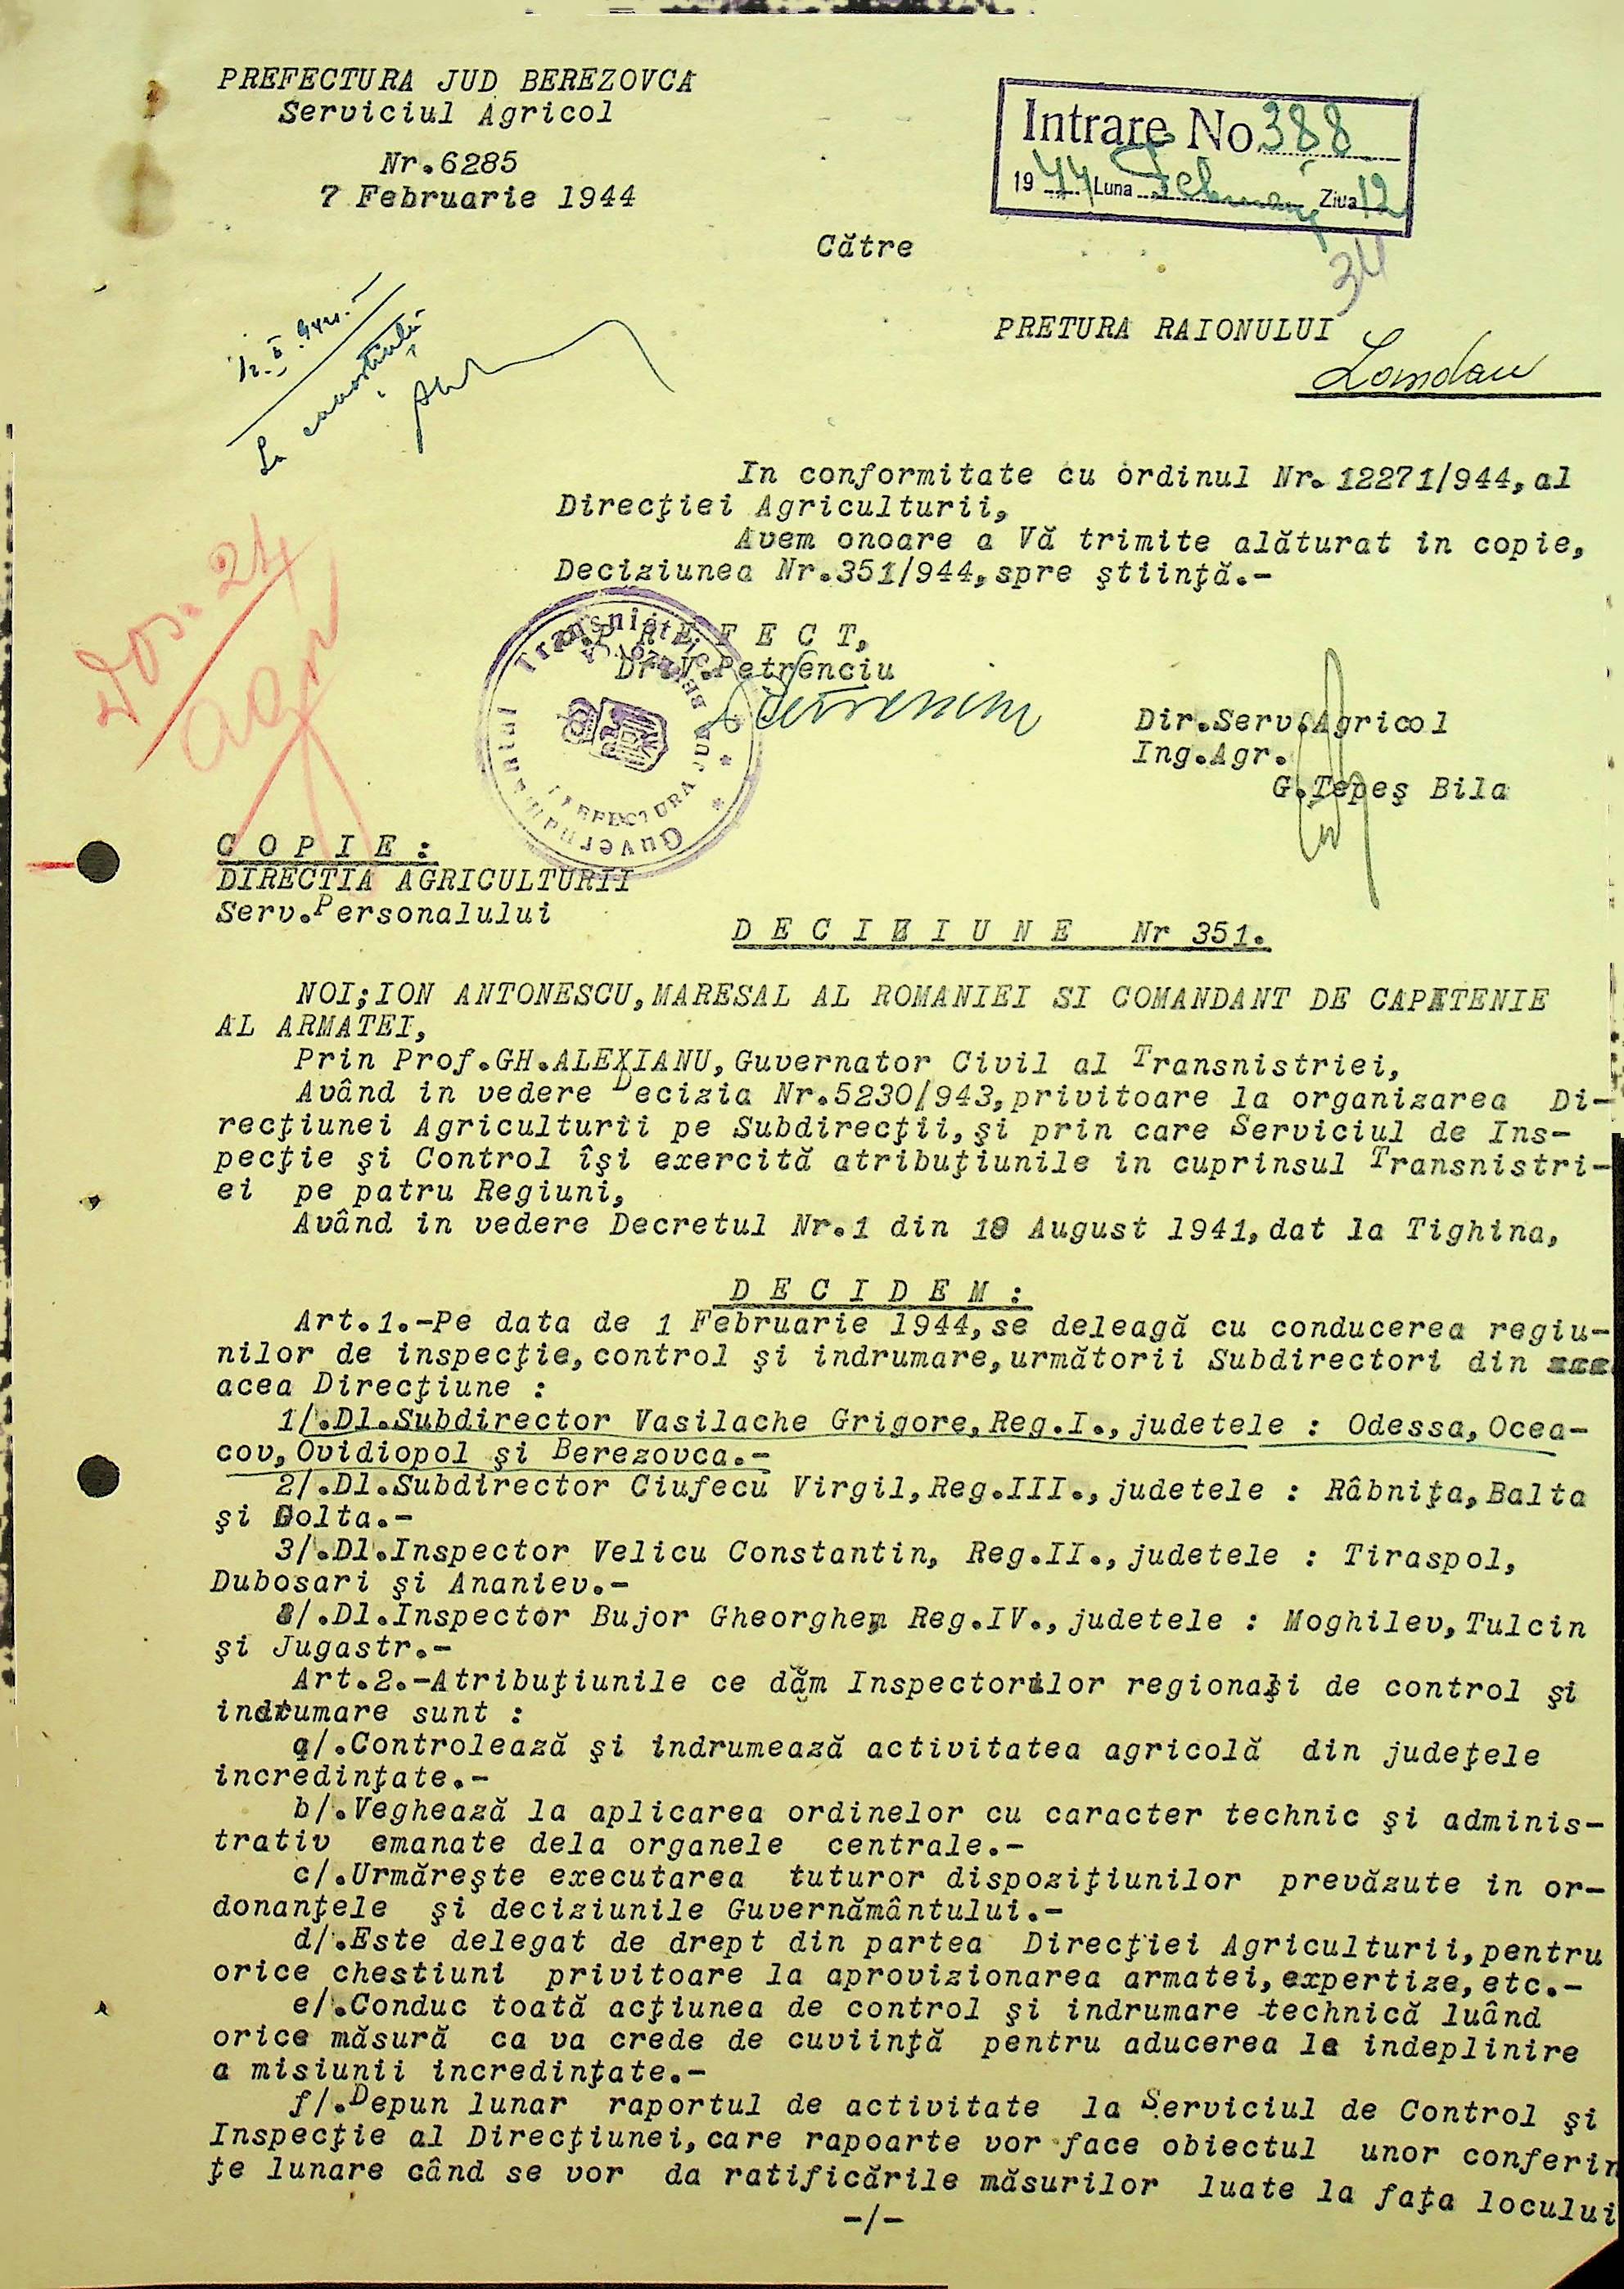 PREFECTURA JUD BEREZOVCA
Serviciul Agricol
Nr.6285
7 Februarie 1944
Intrare No 388
1944 Luna Februarie Ziua 12
34
Către
PRETURA RAIONULUI
Landau
12.II.944.
La
In conformitate cu ordinul Nr.12271/944,al
Direcţiei Agriculturii,
Avem onoare a Vă trimite alăturat in copie,
Deciziunea Nr.351/944,spre ştiinţă.-
Dos. 24
agr
P R E F E C T,
Dr.V.Petrenciu
Petrenciu
Guvernământul Transnistriei
PREFECTURA JUD BEREZOVCA
Dir.Serv.Agricol
Ing.Agr.
G.Tepeş Bila
C O P I E :
DIRECTIA AGRICULTURII
Serv.Personalului
D E C I Z I U N E Nr 351.
NOI;ION ANTONESCU,MARESAL AL ROMANIEI SI COMANDANT DE CAPETENIE
AL ARMATEI,
Prin Prof.GH.ALEXIANU,Guvernator Civil al Transnistriei,
Având in vedere Decizia Nr.5230/943,privitoare la organizarea Di-
recţiunei Agriculturii pe Subdirecţii,şi prin care Serviciul de Ins-
pecţie şi Control îşi exercită atribuţiunile in cuprinsul Transnistri-
ei pe patru Regiuni,
Având in vedere Decretul Nr.1 din 19 August 1941,dat la Tighina,
D E C I D E M :
Art.1.-Pe data de 1 Februarie 1944,se deleagă cu conducerea regiu-
nilor de inspecţie,control şi indrumare,următorii Subdirectori din
acea Direcţiune :
1/.Dl.Subdirector Vasilache Grigore,Reg.I.,judetele : Odessa,Ocea-
cov,Ovidiopol şi Berezovca.-
2/.Dl.Subdirector Ciufecu Virgil,Reg.III.,judetele : Râbniţa,Balta
şi Golta.-
3/.Dl.Inspector Velicu Constantin, Reg.II.,judetele : Tiraspol,
Dubosari şi Ananiev.-
/.Dl.Inspector Bujor Gheorghe, Reg.IV.,judetele : Moghilev,Tulcin
şi Jugastr.-
Art.2.-Atribuţiunile ce dăm Inspectorilor regionali de control şi
indrumare sunt :
a/.Controlează şi indrumează activitatea agricolă din judeţele
incredinţate.-
b/.Veghează la aplicarea ordinelor cu caracter technic şi adminis-
trativ emanate dela organele centrale.-
c/.Urmăreşte executarea tuturor dispoziţiunilor prevăzute in or-
donanţele şi deciziunile Guvernământului.-
d/.Este delegat de drept din partea Direcţiei Agriculturii,pentru
orice chestiuni privitoare la aprovizionarea armatei,expertize,etc.-
e/.Conduc toată acţiunea de control şi indrumare technică luând
orice măsură ca va crede de cuviinţă pentru aducerea la indeplinire
a misiunii incredinţate.-
f/.Depun lunar raportul de activitate la Serviciul de Control şi
Inspecţie al Direcţiunei,care rapoarte vor face obiectul unor conferin
ţe lunare când se vor da ratificările măsurilor luate la faţa locului
-/-